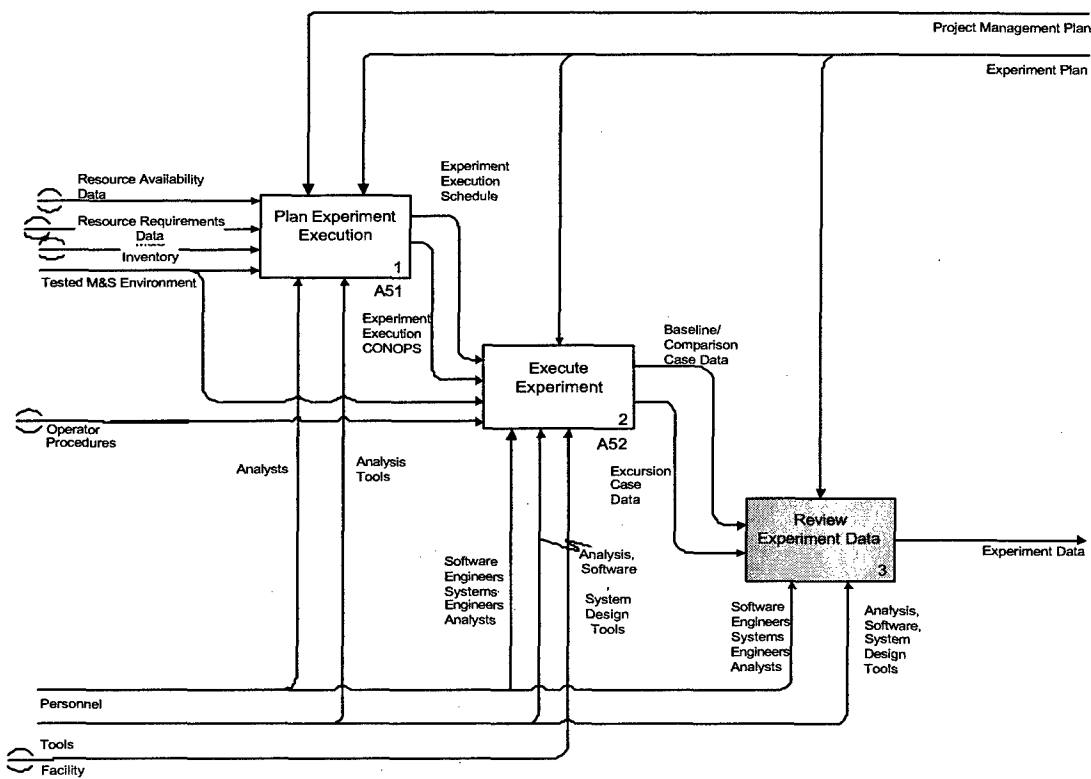 Project Management Plan
Experiment Plan
Resource Availability
Data
Resource Requirements
Data
Inventory
Tested M&S Environment
Plan Experiment
Execution
1
A51
Experiment
Execution
Schedule
Experiment
Execution
CONOPS
Execute
Experiment
2
A52
Baseline/
Comparison
Case Data
Operator
Procedures
Analysts
Analysis
Tools
Excursion
Case
Data
Review
Experiment Data
3
Experiment Data
Software
Engineers
Systems
Engineers
Analysts
Analysis,
Software
,
System
Design
Tools
Software
Engineers
Systems
Engineers
Analysts
Analysis,
Software,
System
Design
Tools
Personnel
Tools
Facility